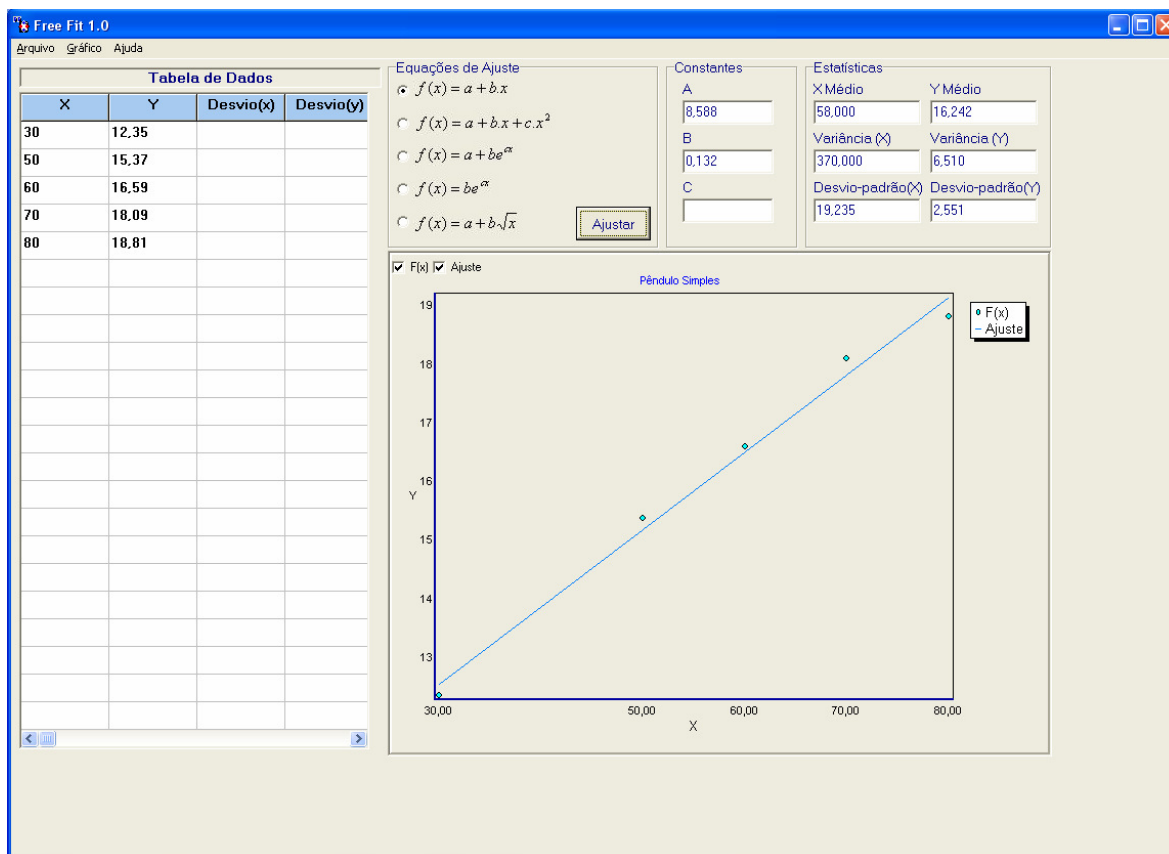 Free Fit 1.0
Arquivo Gráfico Ajuda
Tabela de Dados
X Y Desvio(x) Desvio(y)
30 12,35
50 15,37
60 16,59
70 18,09
80 18,81
Equações de Ajuste
f(x) = a + b.x
f(x) = a + b.x + c.x²
f(x) = a + be^{cx}
f(x) = be^{cx}
f(x) = a + b√x
Ajustar
Constantes
A
8,588
B
0,132
C
Estatísticas
X Médio Y Médio
58,000 16,242
Variância (X) Variância (Y)
370,000 6,510
Desvio-padrão(X) Desvio-padrão(Y)
19,235 2,551
F(x) Ajuste
Pêndulo Simples
F(x)
Ajuste
19
18
17
16
Y
15
14
13
30,00 50,00 60,00 70,00 80,00
X